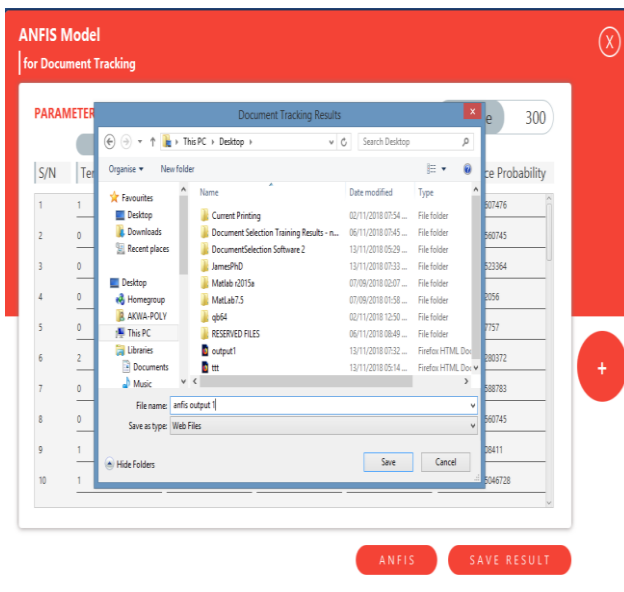 ANFIS Model
(X)
for Document Tracking
PARAMETER
Document Tracking Results
x
e 300
This PC › Desktop ›
Search Desktop
S/N
Ter
Organise
New folder
ce Probability
Favourites
Desktop
Downloads
Recent places
Desktop
Homegroup
AKWA-POLY
This PC
Libraries
Documents
Music
Name Date modified Type
Current Printing 02/11/2018 07:54 ... File folder
Document Selection Training Results - n... 06/11/2018 07:45 ... File folder
DocumentSelection Software 2 13/11/2018 05:29 ... File folder
JamesPhD 13/11/2018 07:33 ... File folder
Matlab r2015a 07/09/2018 02:07 ... File folder
MatLab7.5 07/09/2018 01:58 ... File folder
qb64 02/11/2018 12:50 ... File folder
RESERVED FILES 06/11/2018 08:49 ... File folder
output1 13/11/2018 07:32 ... Firefox HTML Doc
ttt 13/11/2018 05:14 ... Firefox HTML Doc
File name: anfis output 1
Save as type: Web Files
Hide Folders
Save
Cancel
1 1 607476
2 0 560745
3 0 523364
4 0 2056
5 0 7757
6 2 280372
7 0 588783
8 0 560745
9 1 08411
10 1 5046728
+
ANFIS
SAVE RESULT